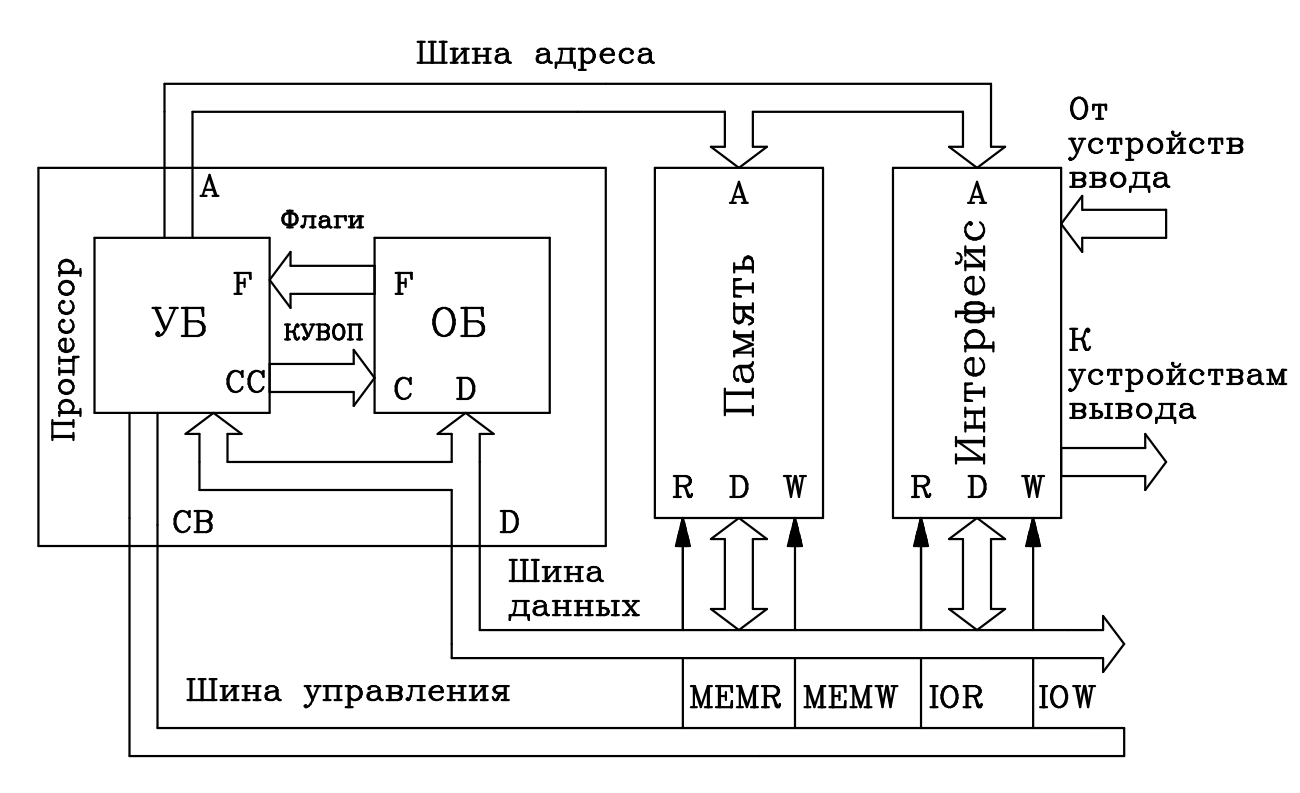 Шина адреса
От
устройств
ввода
A
A
A
Флаги
Процессор
F
F
УБ
ОБ
КУВОП
CC
C
D
Память
Интерфейс
К
устройствам
вывода
R
D
W
R
D
W
CB
D
Шина
данных
Шина управления
MEMR
MEMW
IOR
IOW